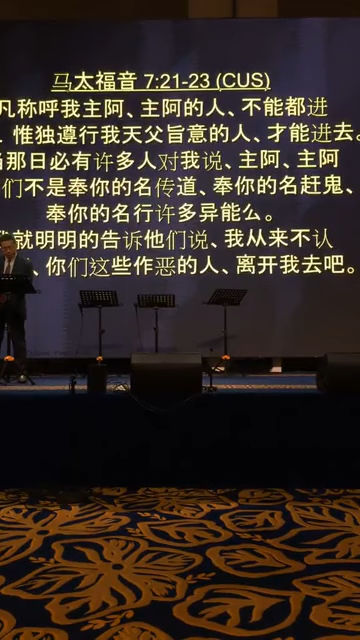 马太福音 7:21-23 (CUS)
凡称呼我主阿、主阿的人、不能都进
惟独遵行我天父旨意的人、才能进去。
当那日必有许多人对我说、主阿、主阿
们不是奉你的名传道、奉你的名赶鬼、
奉你的名行许多异能么。
就明明的告诉他们说、我从来不认
、你们这些作恶的人、离开我去吧。